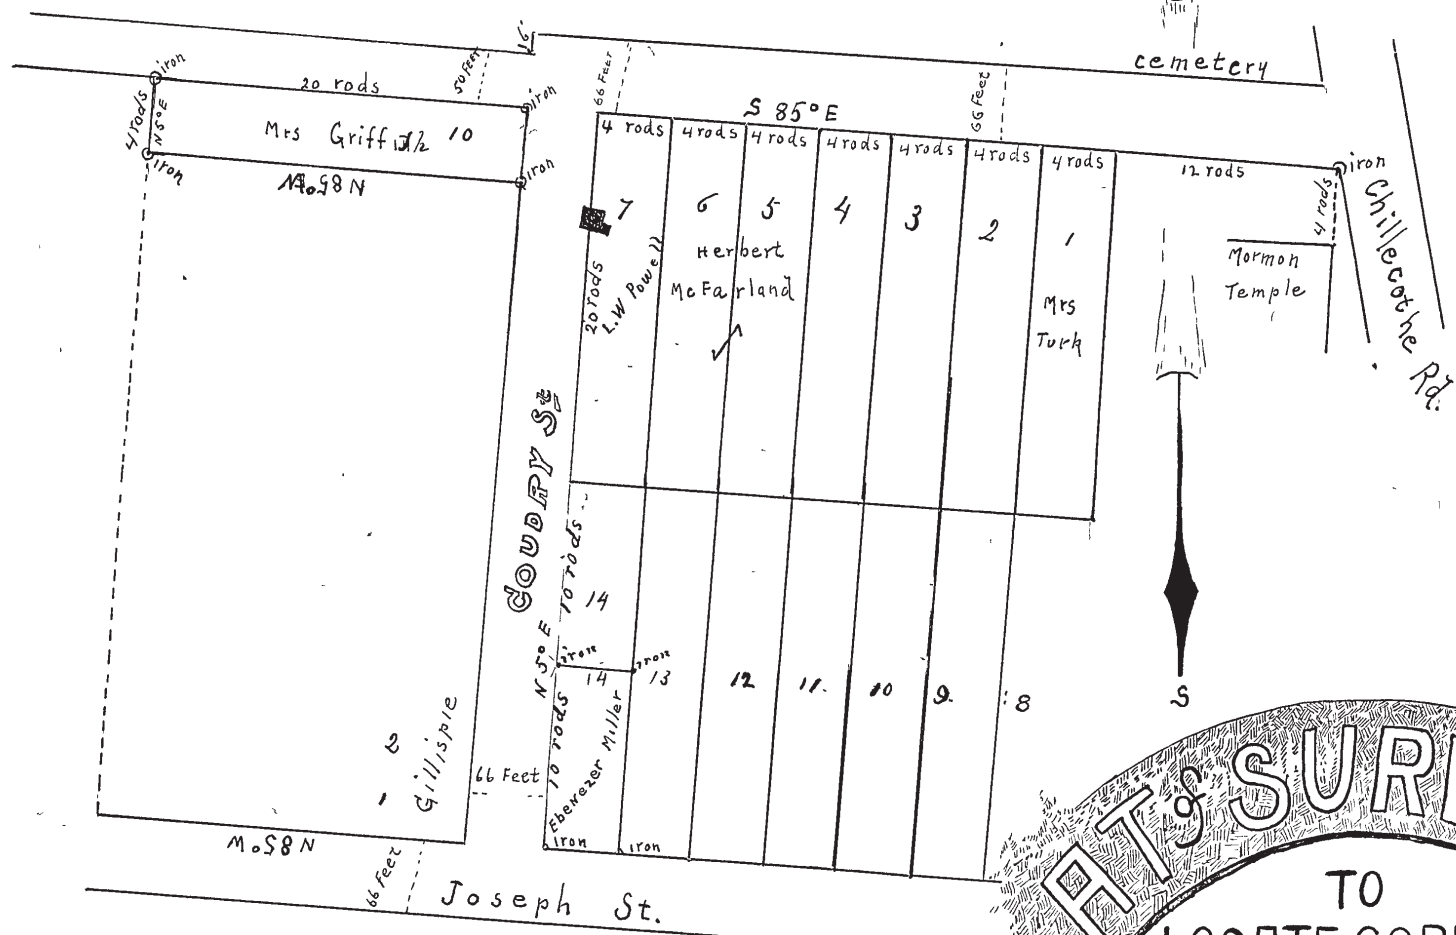 16'
cemetery
iron
20 rods
50 Feet
iron
66 Feet
S 85° E
66 Feet
4 rods
N 5° E
Mrs Griff 10
iron
iron
N 85° W
4 rods
4 rods
4 rods
4 rods
4 rods
4 rods
4 rods
12 rods
iron
4 rods
Chillecothe Rd.
7
6
5
4
3
2
1
20 rods
L.W Powell
Herbert
McFarland
Mrs
Turk
Mormon
Temple
COUDRY St
10 rods
14
N 5° E
iron
iron
14
13
12
11.
10
9.
8
S
10 rods
Ebenezer Miller
2
1
Gillispie
66 Feet
iron
iron
N 85° W
66 Feet
Joseph St.
&
SUR
TO